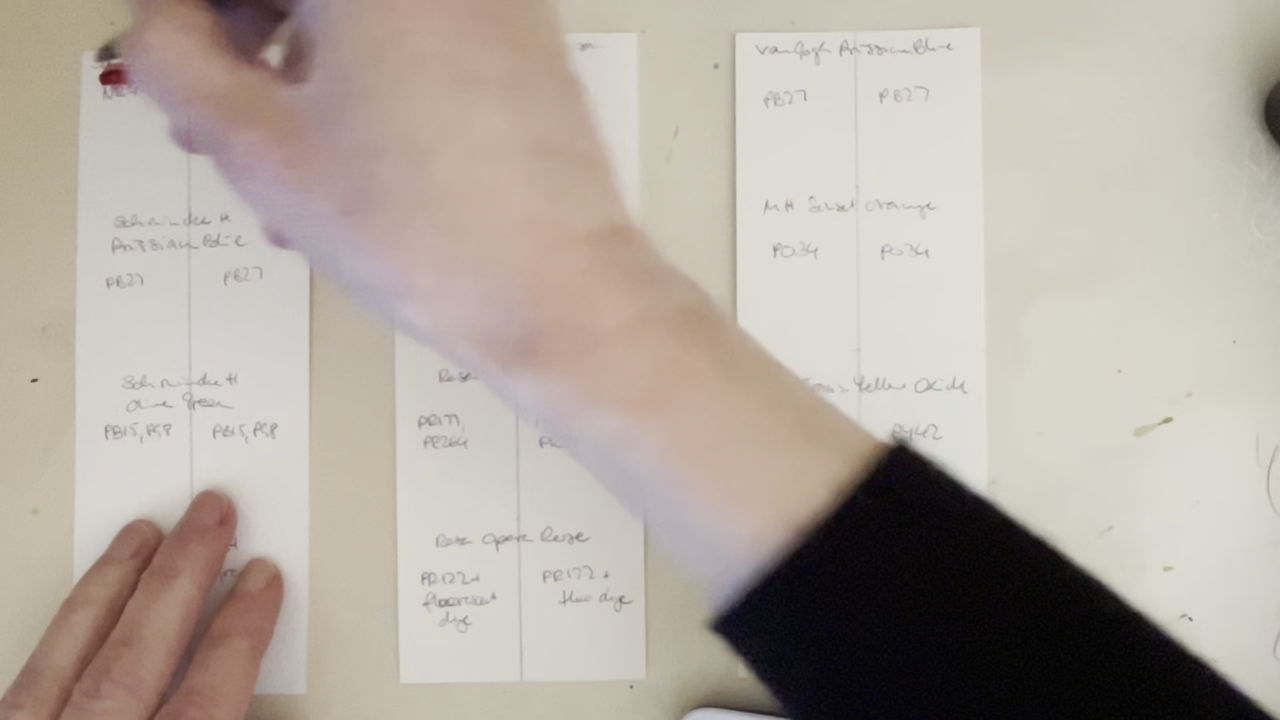 Schmincke H
Prussian Blue
PB27 PB27
Schmincke H
Olive Green
PB15, PG8 PB15, PG8
PR177,
PR264
Rosa Opera Rose
PR122+ PR122 +
fluorescent fluo dye
dye
van Gogh Prussian Blue
PB27 PB27
MH Scarlet Orange
PO34 PO34
Yellow Oxide
PY42